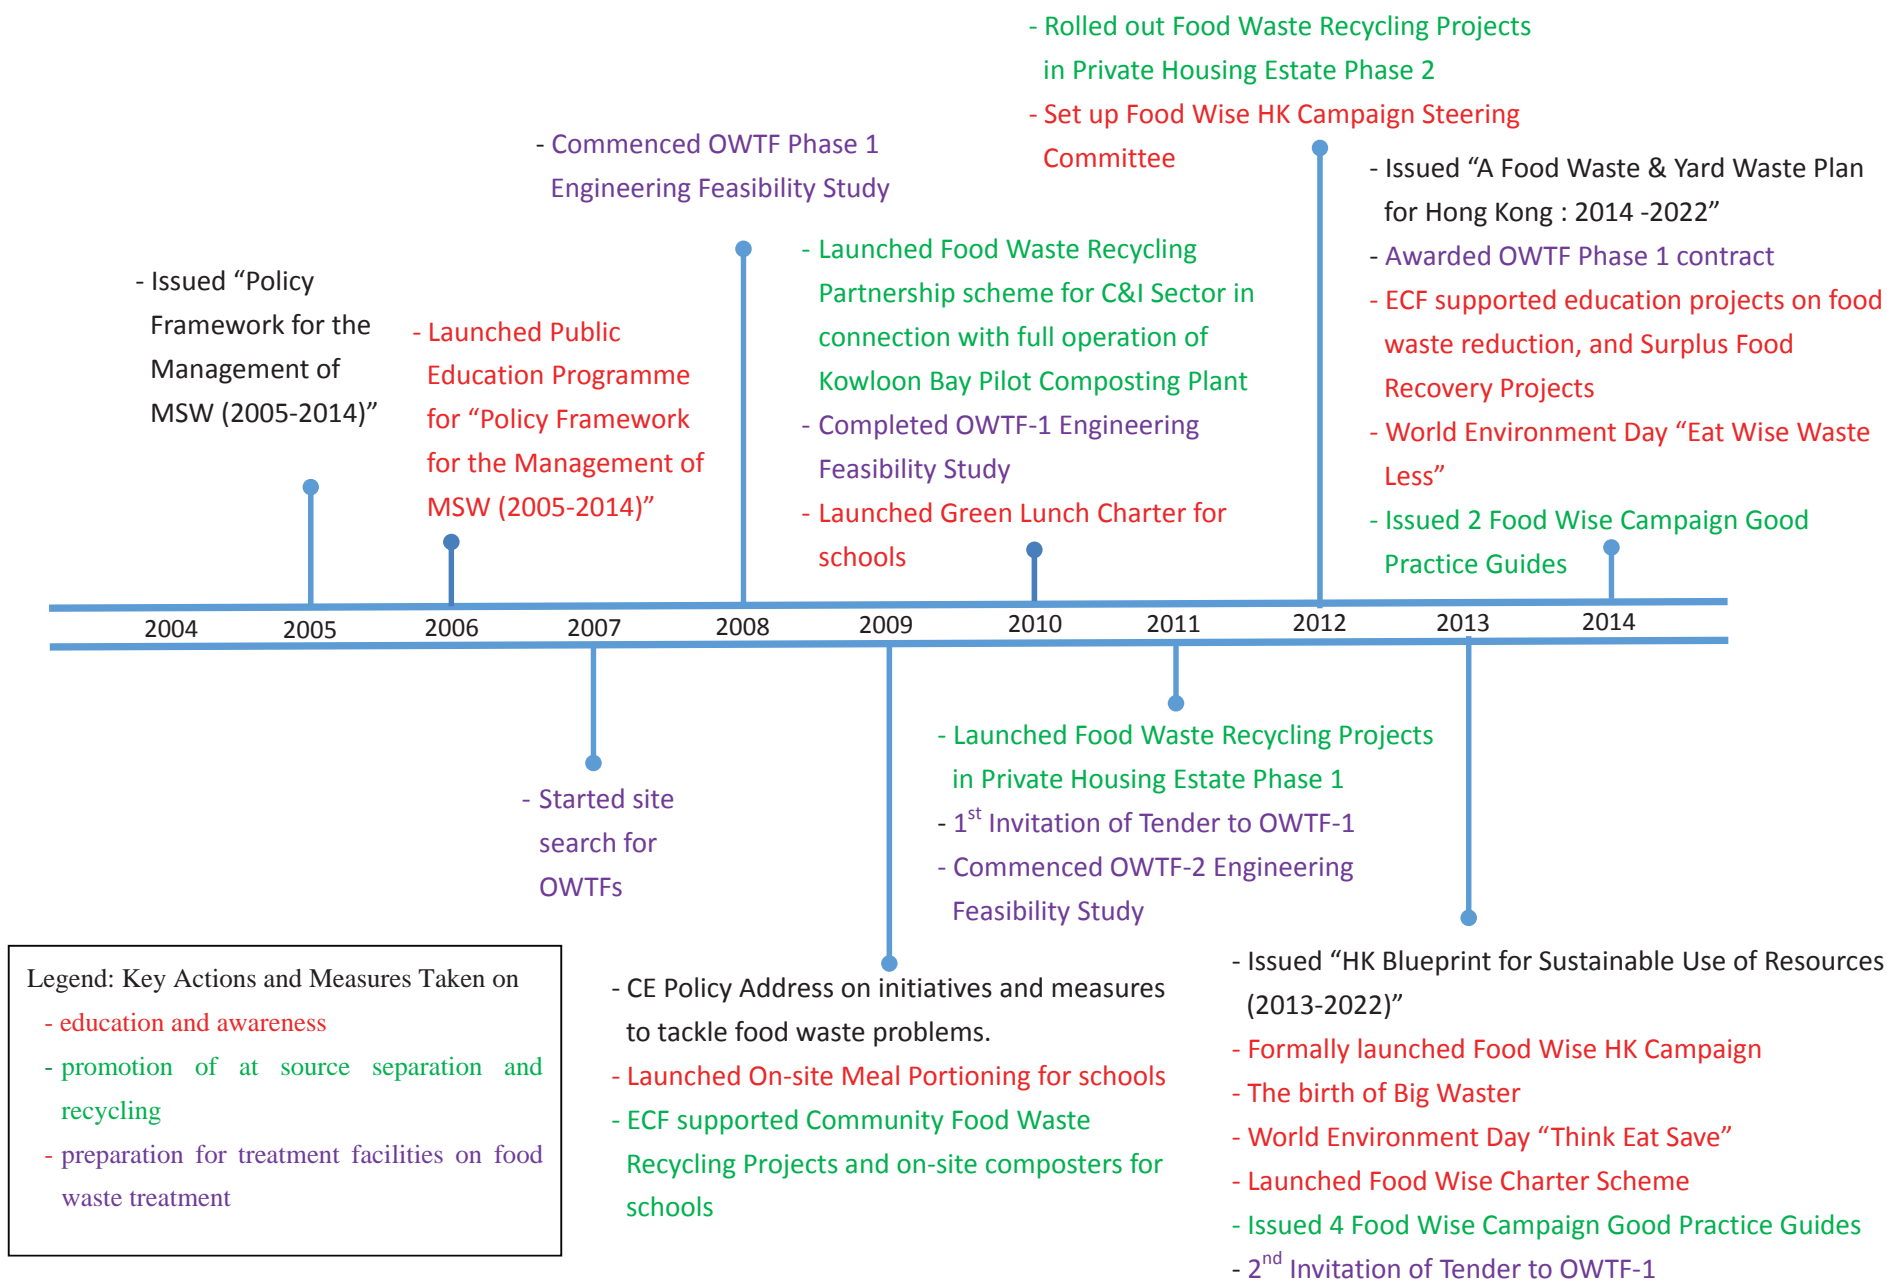 - Rolled out Food Waste Recycling Projects
in Private Housing Estate Phase 2
- Set up Food Wise HK Campaign Steering
Committee
- Commenced OWTF Phase 1
Engineering Feasibility Study
- Issued “A Food Waste & Yard Waste Plan
for Hong Kong : 2014 -2022”
- Awarded OWTF Phase 1 contract
- ECF supported education projects on food
waste reduction, and Surplus Food
Recovery Projects
- World Environment Day “Eat Wise Waste
Less”
- Issued 2 Food Wise Campaign Good
Practice Guides
- Issued “Policy
Framework for the
Management of
MSW (2005-2014)”
- Launched Public
Education Programme
for “Policy Framework
for the Management of
MSW (2005-2014)”
- Launched Food Waste Recycling
Partnership scheme for C&I Sector in
connection with full operation of
Kowloon Bay Pilot Composting Plant
- Completed OWTF-1 Engineering
Feasibility Study
- Launched Green Lunch Charter for
schools
2004 2005 2006 2007 2008 2009 2010 2011 2012 2013 2014
- Started site
search for
OWTFs
- Launched Food Waste Recycling Projects
in Private Housing Estate Phase 1
- 1st Invitation of Tender to OWTF-1
- Commenced OWTF-2 Engineering
Feasibility Study
Legend: Key Actions and Measures Taken on
- education and awareness
- promotion of at source separation and
recycling
- preparation for treatment facilities on food
waste treatment
- CE Policy Address on initiatives and measures
to tackle food waste problems.
- Launched On-site Meal Portioning for schools
- ECF supported Community Food Waste
Recycling Projects and on-site composters for
schools
- Issued “HK Blueprint for Sustainable Use of Resources
(2013-2022)”
- Formally launched Food Wise HK Campaign
- The birth of Big Waster
- World Environment Day “Think Eat Save”
- Launched Food Wise Charter Scheme
- Issued 4 Food Wise Campaign Good Practice Guides
- 2nd Invitation of Tender to OWTF-1